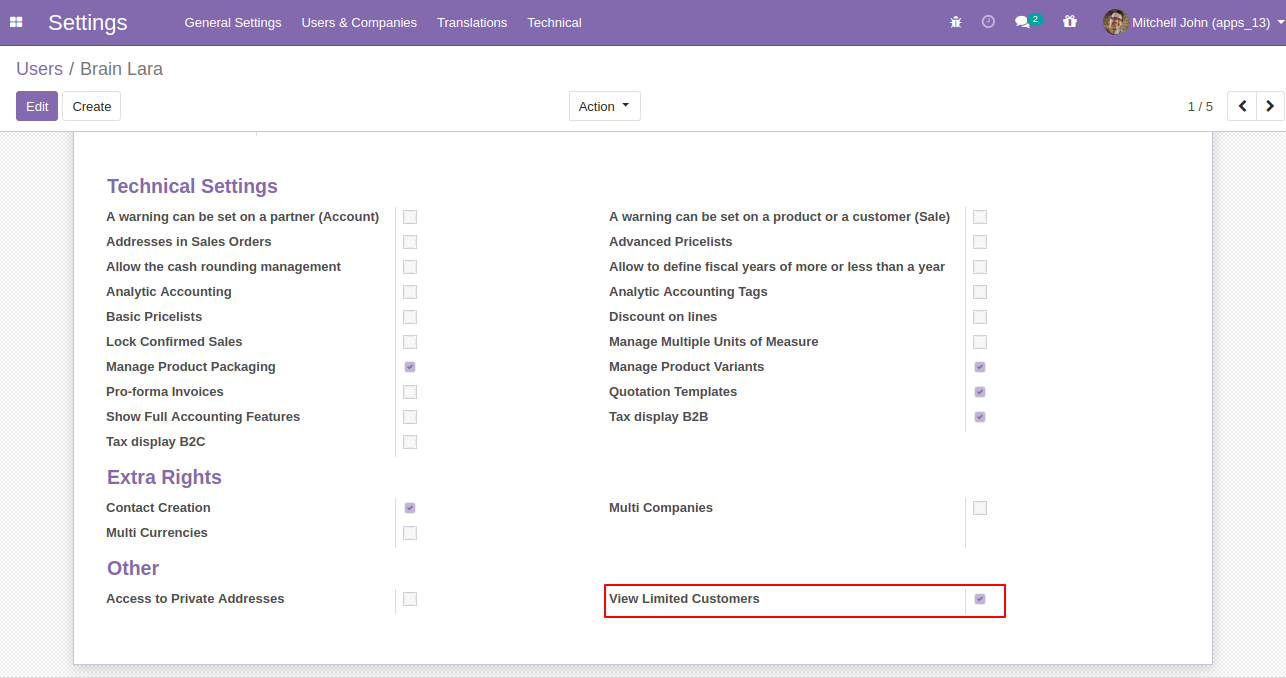 Settings General Settings Users & Companies Translations Technical 2 Mitchell John (apps_13)
Users / Brain Lara
Edit Create Action 1 / 5
Technical Settings
A warning can be set on a partner (Account) A warning can be set on a product or a customer (Sale)
Addresses in Sales Orders Advanced Pricelists
Allow the cash rounding management Allow to define fiscal years of more or less than a year
Analytic Accounting Analytic Accounting Tags
Basic Pricelists Discount on lines
Lock Confirmed Sales Manage Multiple Units of Measure
Manage Product Packaging Manage Product Variants
Pro-forma Invoices Quotation Templates
Show Full Accounting Features Tax display B2B
Tax display B2C
Extra Rights
Contact Creation Multi Companies
Multi Currencies
Other
Access to Private Addresses View Limited Customers